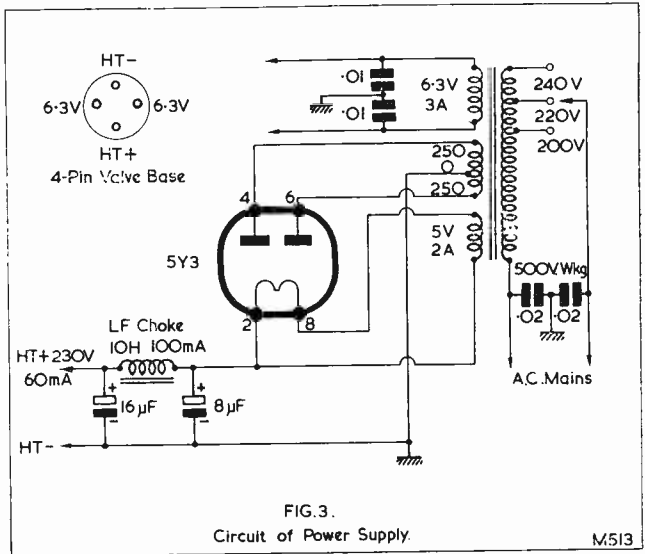 HT-
6.3V 6.3V
HT+
4-Pin Valve Base
.01
.01
6.3V
3A
240V
220V
200V
250
0
250
4 6
5Y3
2 8
5V
2A
500V.Wkg
.02 .02
A.C. Mains
LF Choke
10H 100mA
HT+230V
60mA
+ +
16µF 8µF
- -
HT-
FIG.3.
Circuit of Power Supply.
M513